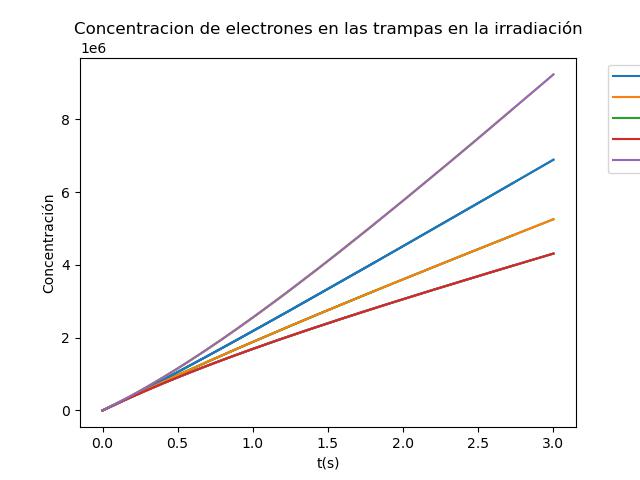 Concentracion de electrones en las trampas en la irradiación
1e6
8
6
4
2
0
Concentración
0.0 0.5 1.0 1.5 2.0 2.5 3.0
t(s)